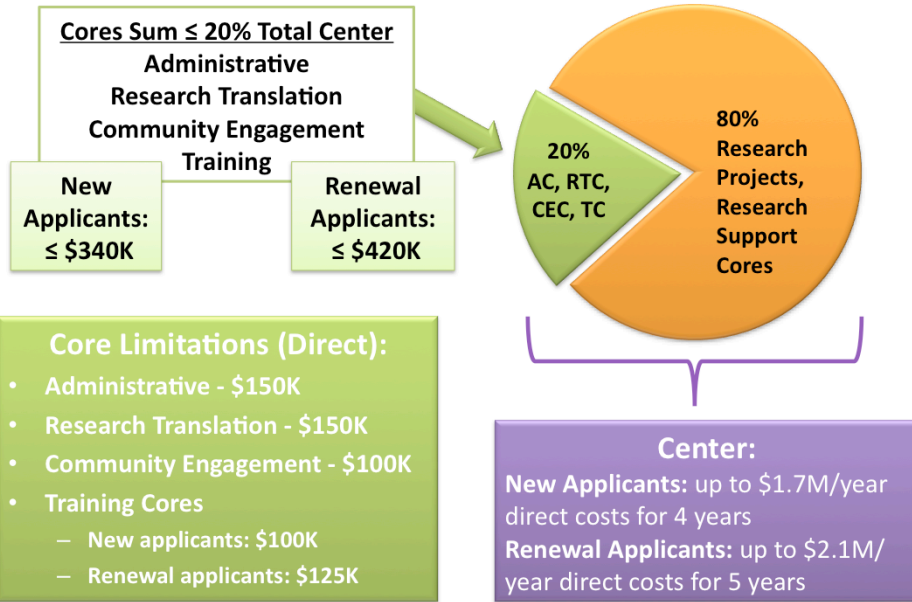 Cores Sum ≤ 20% Total Center
Administrative
Research Translation
Community Engagement
Training
New
Applicants:
≤ $340K
Renewal
Applicants:
≤ $420K
20%
AC, RTC,
CEC, TC
80%
Research
Projects,
Research
Support
Cores
Core Limitations (Direct):
• Administrative - $150K
• Research Translation - $150K
• Community Engagement - $100K
• Training Cores
– New applicants: $100K
– Renewal applicants: $125K
Center:
New Applicants: up to $1.7M/year
direct costs for 4 years
Renewal Applicants: up to $2.1M/
year direct costs for 5 years